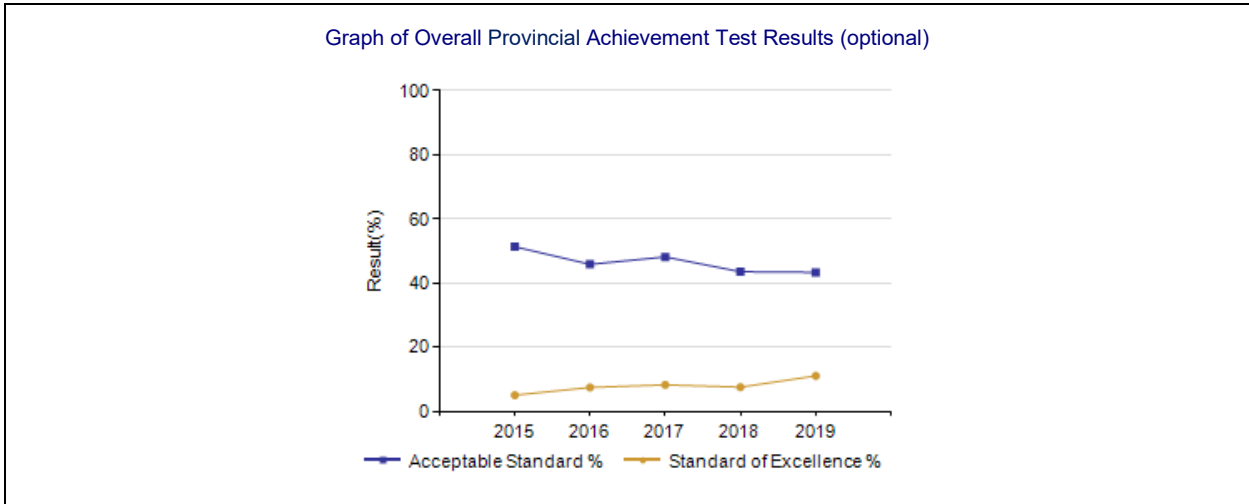 Graph of Overall Provincial Achievement Test Results (optional)
100
80
60
40
20
0
Result(%)
2015 2016 2017 2018 2019
Acceptable Standard % Standard of Excellence %